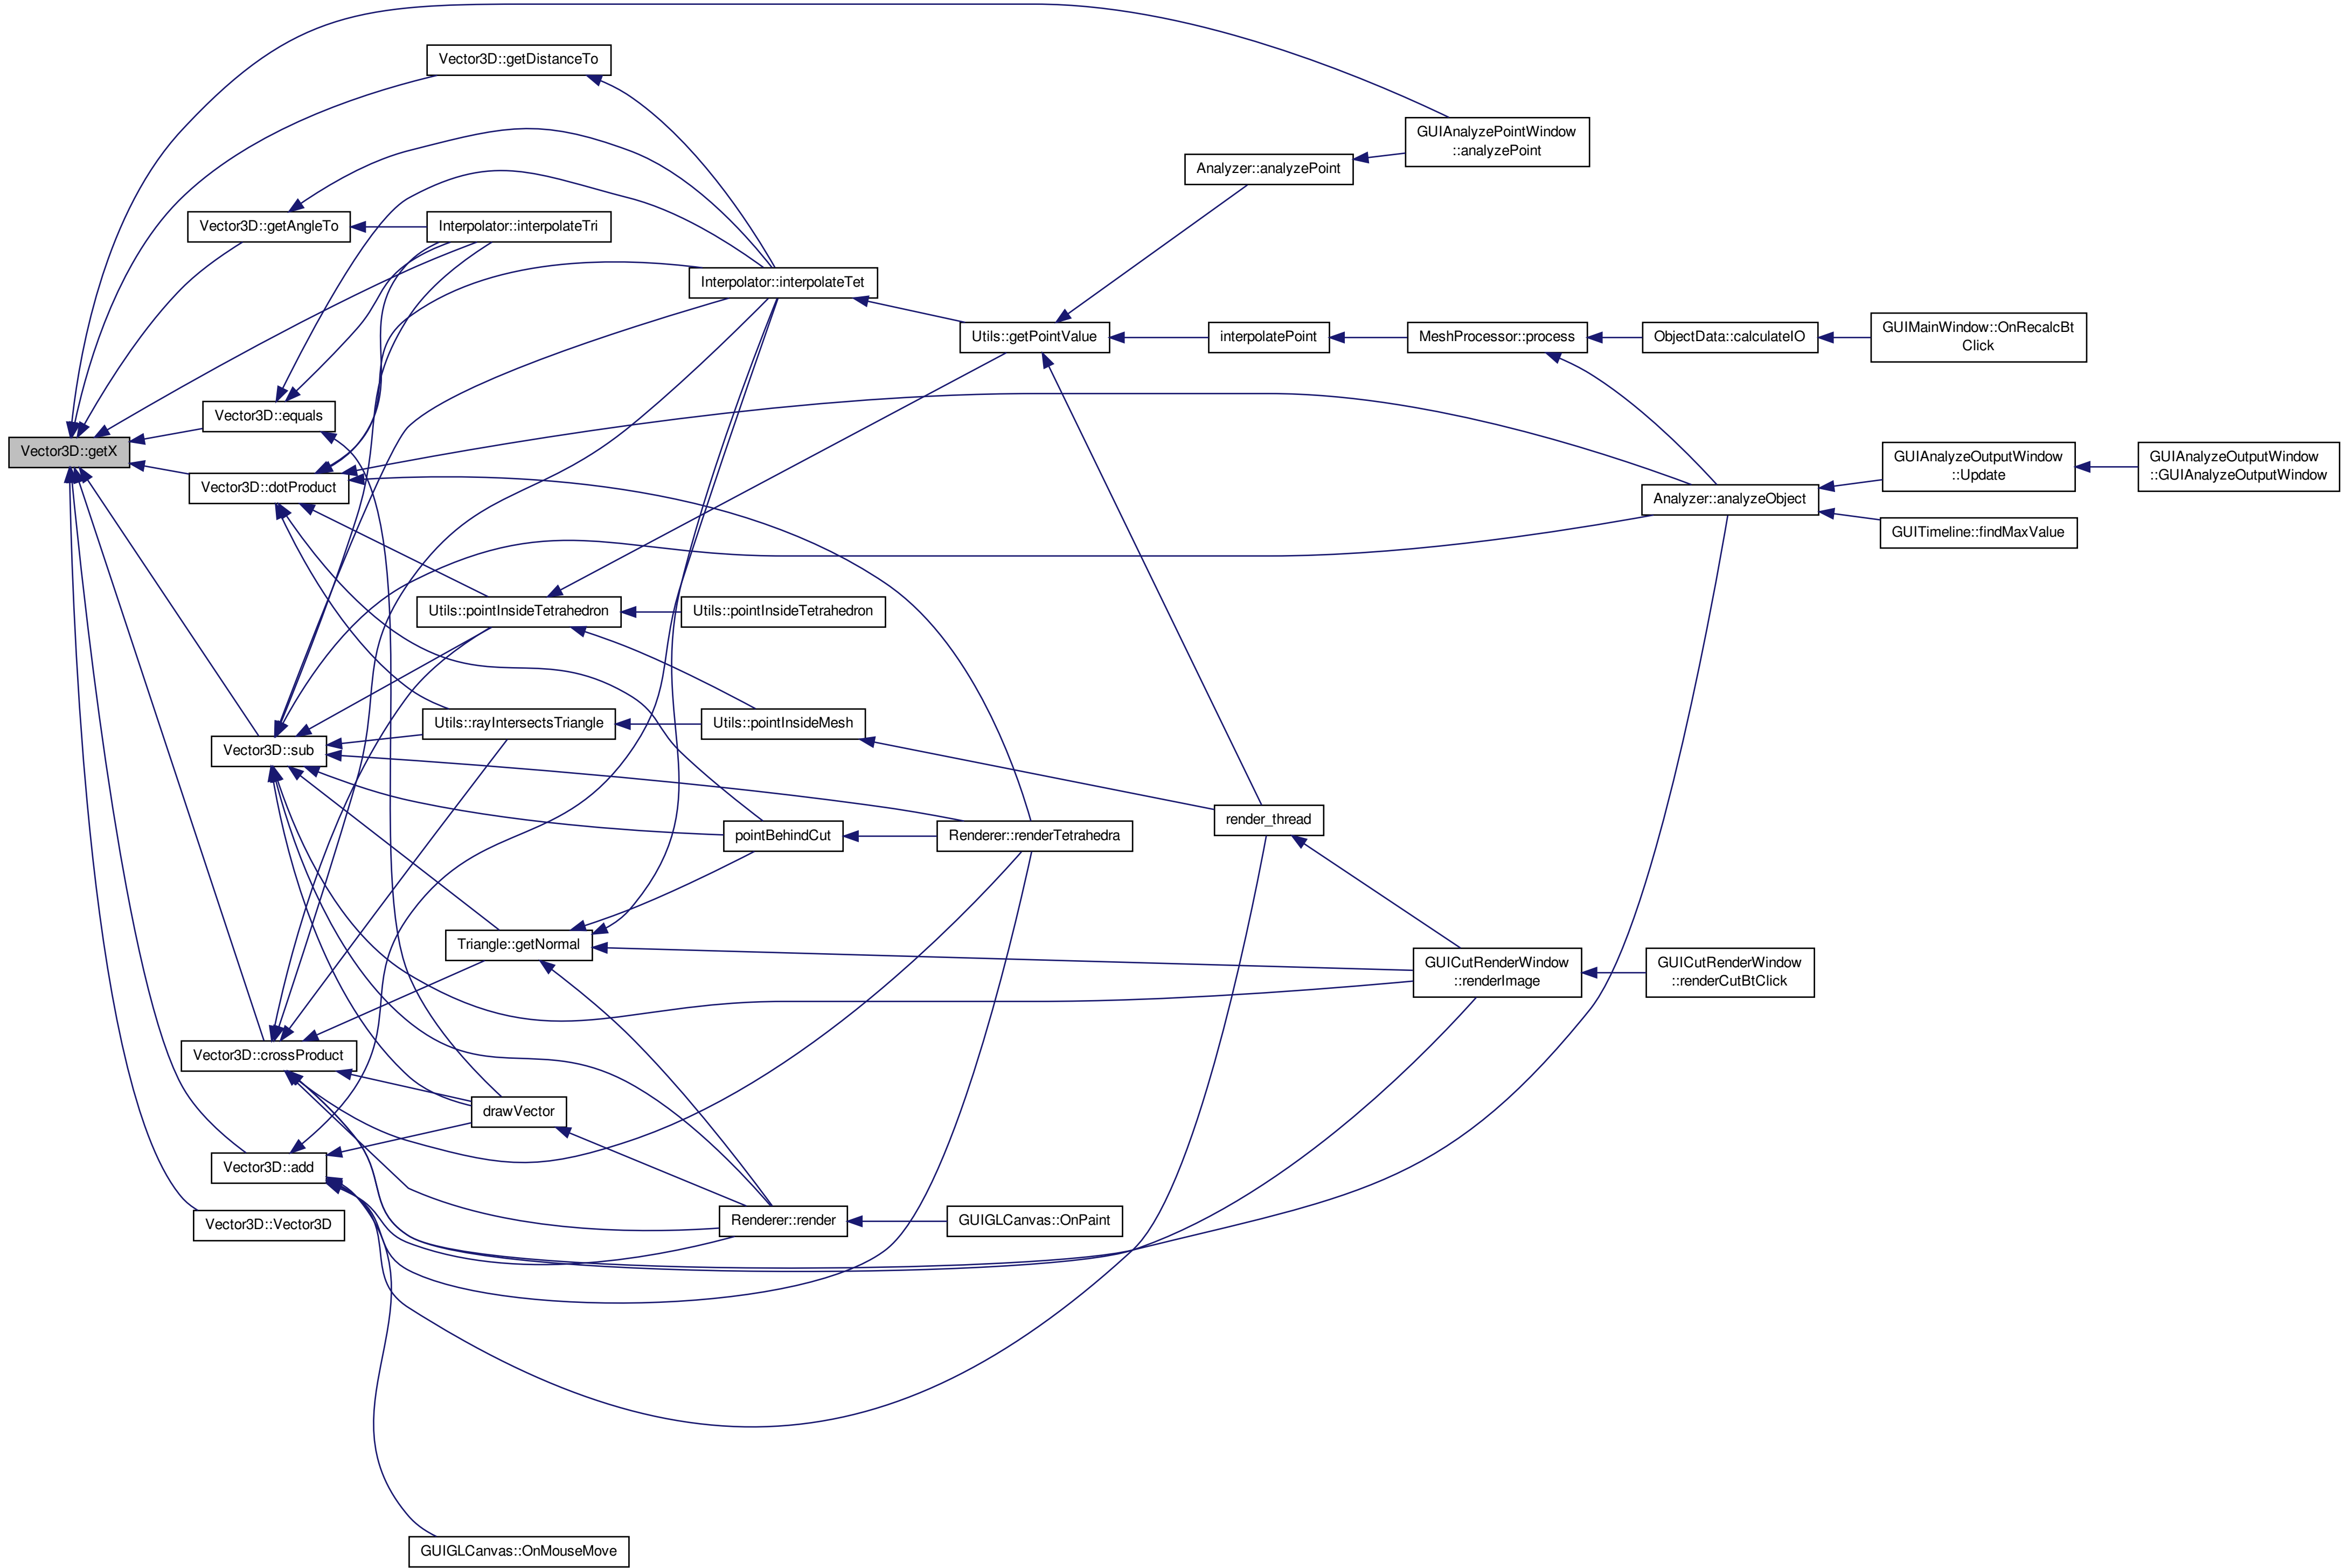 Vector3D::getDistanceTo
GUIAnalyzePointWindow
::analyzePoint
Analyzer::analyzePoint
Vector3D::getAngleTo
Interpolator::interpolateTri
Interpolator::interpolateTet
Utils::getPointValue
interpolatePoint
MeshProcessor::process
ObjectData::calculateIO
GUIMainWindow::OnRecalcBt
Click
Vector3D::equals
Vector3D::getX
Vector3D::dotProduct
GUIAnalyzeOutputWindow
::Update
GUIAnalyzeOutputWindow
::GUIAnalyzeOutputWindow
Analyzer::analyzeObject
GUITimeline::findMaxValue
Utils::pointInsideTetrahedron
Utils::pointInsideTetrahedron
Utils::rayIntersectsTriangle
Utils::pointInsideMesh
Vector3D::sub
render_thread
pointBehindCut
Renderer::renderTetrahedra
Triangle::getNormal
GUICutRenderWindow
::renderImage
GUICutRenderWindow
::renderCutBtClick
Vector3D::crossProduct
drawVector
Vector3D::add
Vector3D::Vector3D
Renderer::render
GUIGLCanvas::OnPaint
GUIGLCanvas::OnMouseMove